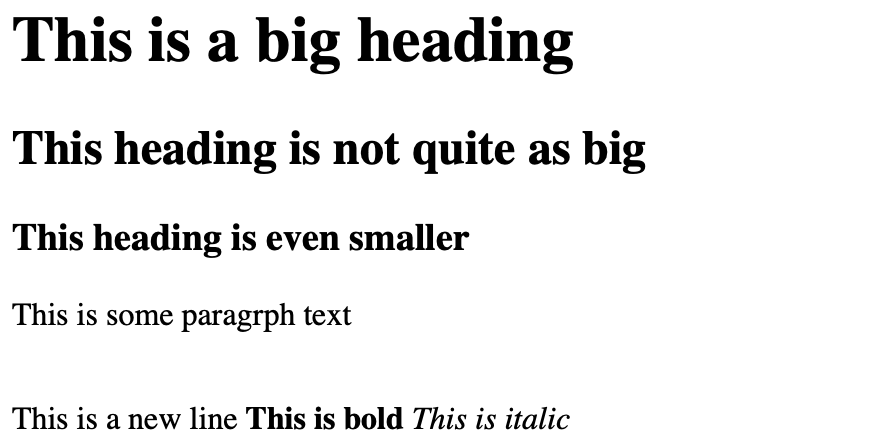 This is a big heading
This heading is not quite as big
This heading is even smaller
This is some paragrph text
This is a new line This is bold This is italic